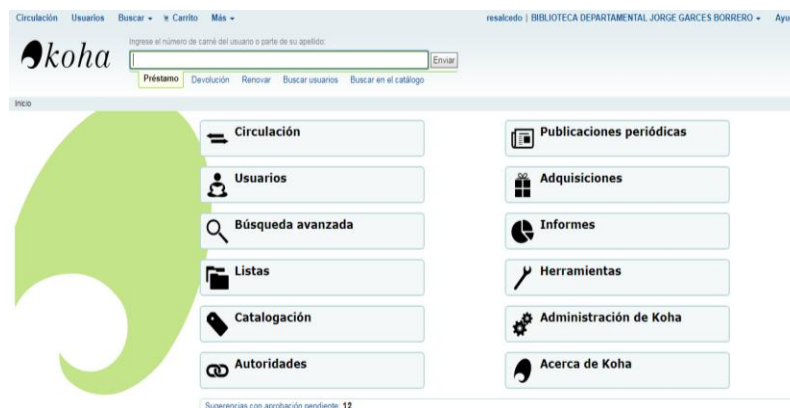 Circulación Usuarios Buscar Carrito Más resalcedo | BIBLIOTECA DEPARTAMENTAL JORGE GARCES BORRERO Ayu
koha
Ingrese el número de carné del usuario o parte de su apellido:
Enviar
Préstamo Devolución Renovar Buscar usuarios Buscar en el catálogo
Inicio
Circulación Publicaciones periódicas
Usuarios Adquisiciones
Búsqueda avanzada Informes
Listas Herramientas
Catalogación Administración de Koha
Autoridades Acerca de Koha
Sugerencias con aprobación pendiente: 12